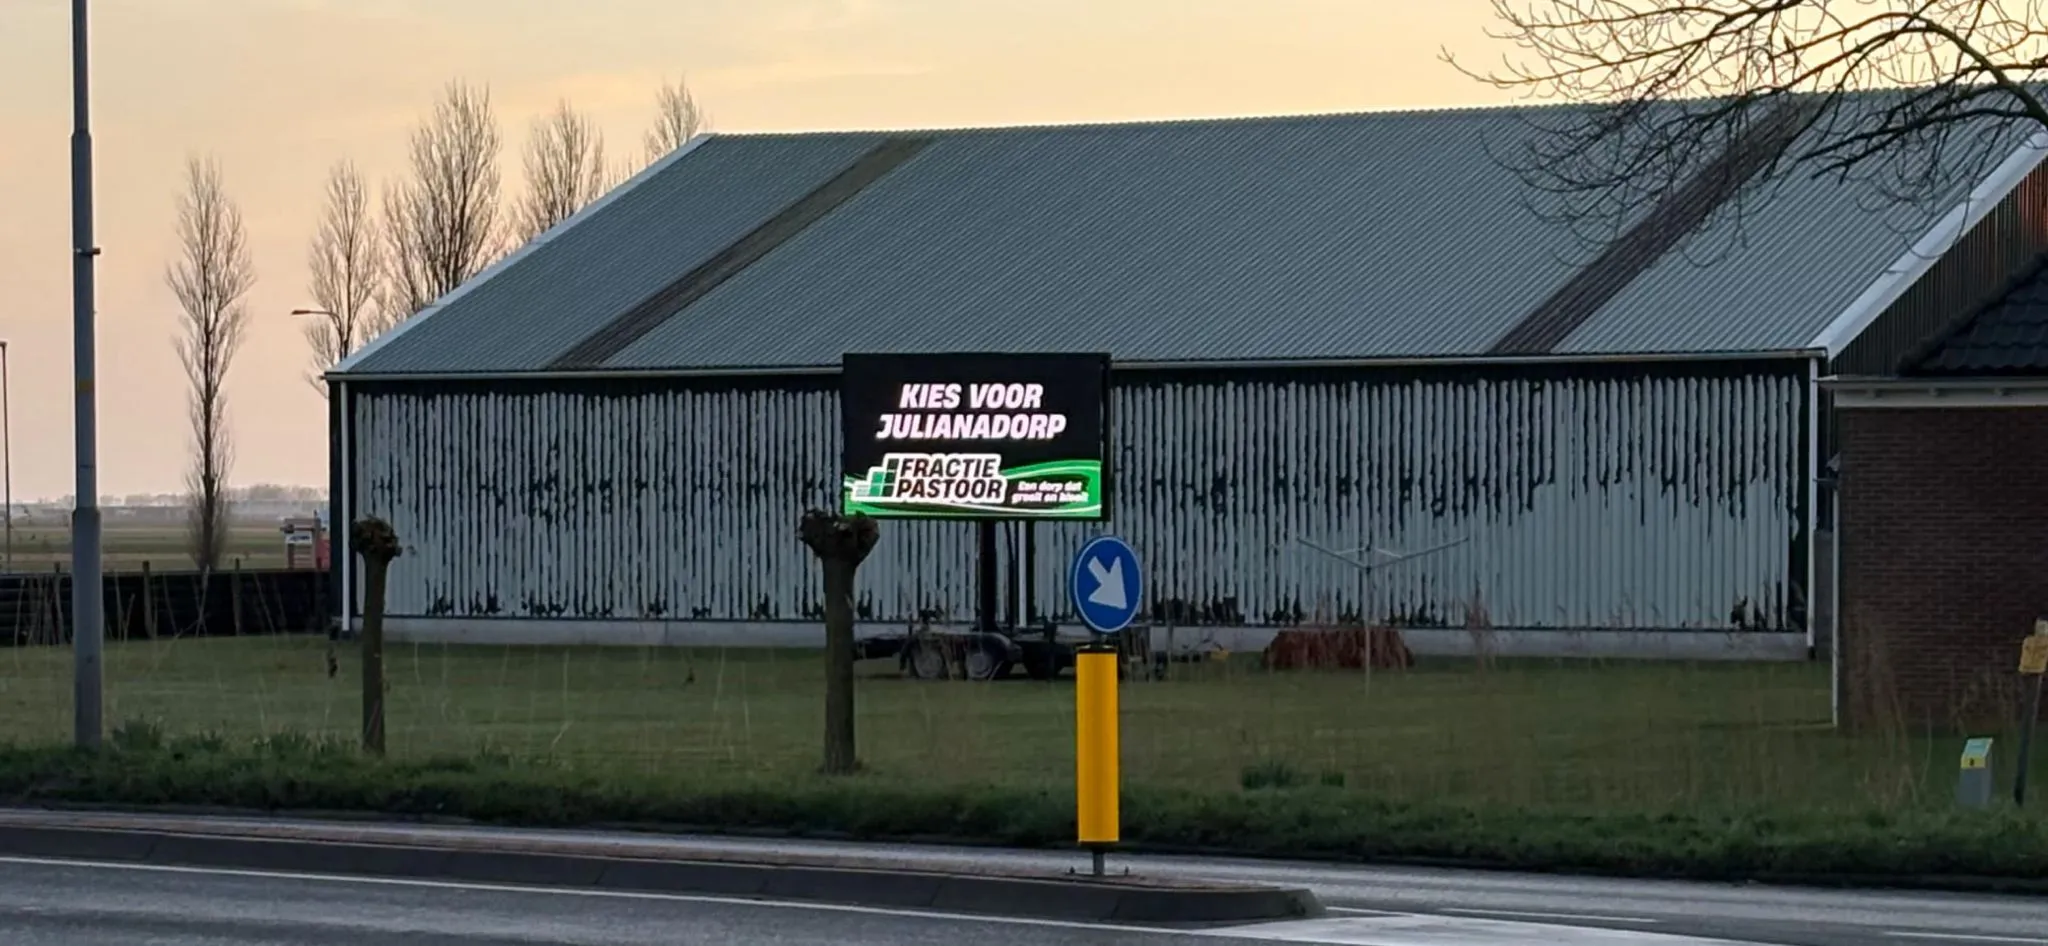 KIES VOOR
JULIANADORP
FRACTIE
PASTOOR
Een dorp dat
groeit en bloeit